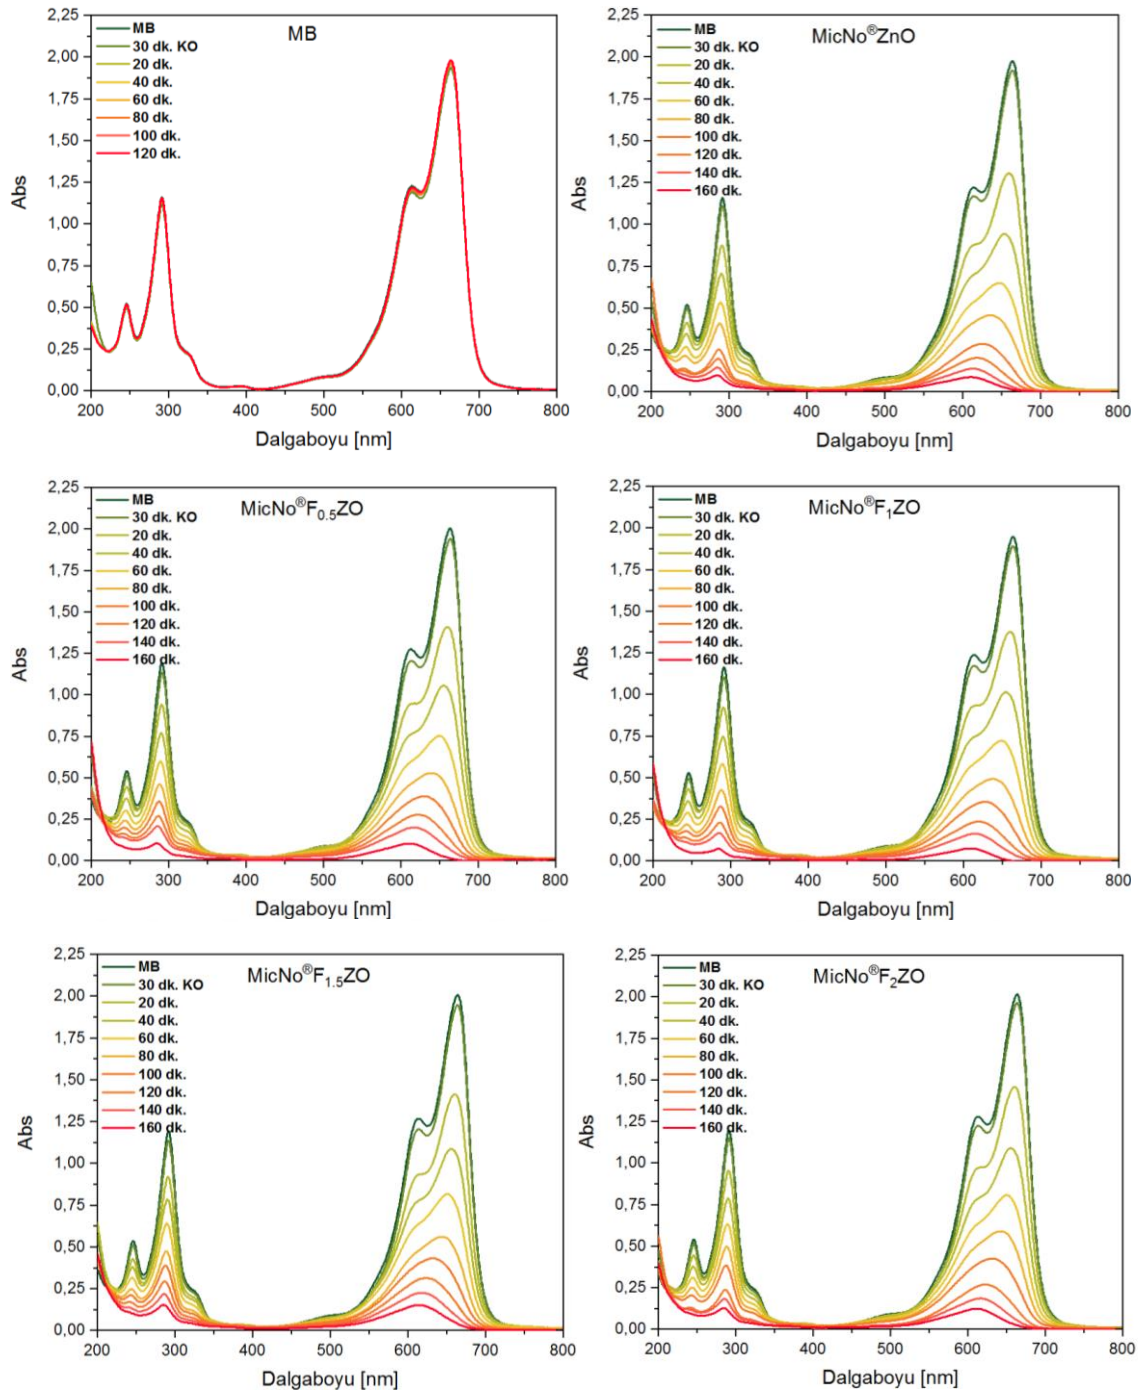 MB
MB
30 dk. KO
20 dk.
40 dk.
60 dk.
80 dk.
100 dk.
120 dk.
2,25
2,00
1,75
1,50
1,25
1,00
0,75
0,50
0,25
0,00
Abs
200 300 400 500 600 700 800
Dalgaboyu [nm]
MicNo®ZnO
MB
30 dk. KO
20 dk.
40 dk.
60 dk.
80 dk.
100 dk.
120 dk.
140 dk.
160 dk.
2,25
2,00
1,75
1,50
1,25
1,00
0,75
0,50
0,25
0,00
Abs
200 300 400 500 600 700 800
Dalgaboyu [nm]
MicNo®F0.5ZO
MB
30 dk. KO
20 dk.
40 dk.
60 dk.
80 dk.
100 dk.
120 dk.
140 dk.
160 dk.
2,25
2,00
1,75
1,50
1,25
1,00
0,75
0,50
0,25
0,00
Abs
200 300 400 500 600 700 800
Dalgaboyu [nm]
MicNo®F1ZO
MB
30 dk. KO
20 dk.
40 dk.
60 dk.
80 dk.
100 dk.
120 dk.
140 dk.
160 dk.
2,25
2,00
1,75
1,50
1,25
1,00
0,75
0,50
0,25
0,00
Abs
200 300 400 500 600 700 800
Dalgaboyu [nm]
MicNo®F1.5ZO
MB
30 dk. KO
20 dk.
40 dk.
60 dk.
80 dk.
100 dk.
120 dk.
140 dk.
160 dk.
2,25
2,00
1,75
1,50
1,25
1,00
0,75
0,50
0,25
0,00
Abs
200 300 400 500 600 700 800
Dalgaboyu [nm]
MicNo®F2ZO
MB
30 dk. KO
20 dk.
40 dk.
60 dk.
80 dk.
100 dk.
120 dk.
140 dk.
160 dk.
2,25
2,00
1,75
1,50
1,25
1,00
0,75
0,50
0,25
0,00
Abs
200 300 400 500 600 700 800
Dalgaboyu [nm]